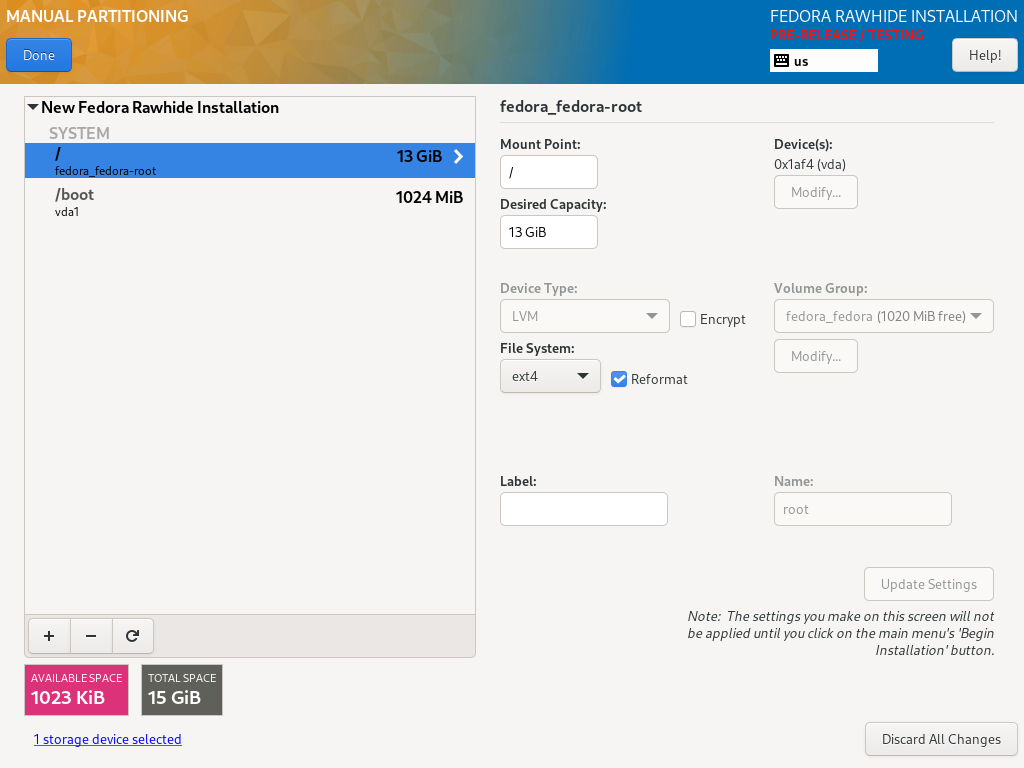 MANUAL PARTITIONING
FEDORA RAWHIDE INSTALLATION
PRE-RELEASE / TESTING
Done
us
Help!
New Fedora Rawhide Installation
SYSTEM
/
13 GiB
fedora_fedora-root
/boot
1024 MiB
vda1
+ −
AVAILABLE SPACE
1023 KiB
TOTAL SPACE
15 GiB
1 storage device selected
fedora_fedora-root
Mount Point:
/
Desired Capacity:
13 GiB
Device(s):
0x1af4 (vda)
Modify...
Device Type:
LVM
Encrypt
Volume Group:
fedora_fedora (1020 MiB free)
Modify...
File System:
ext4
Reformat
Label:
Name:
root
Update Settings
Note: The settings you make on this screen will not
be applied until you click on the main menu's 'Begin
Installation' button.
Discard All Changes